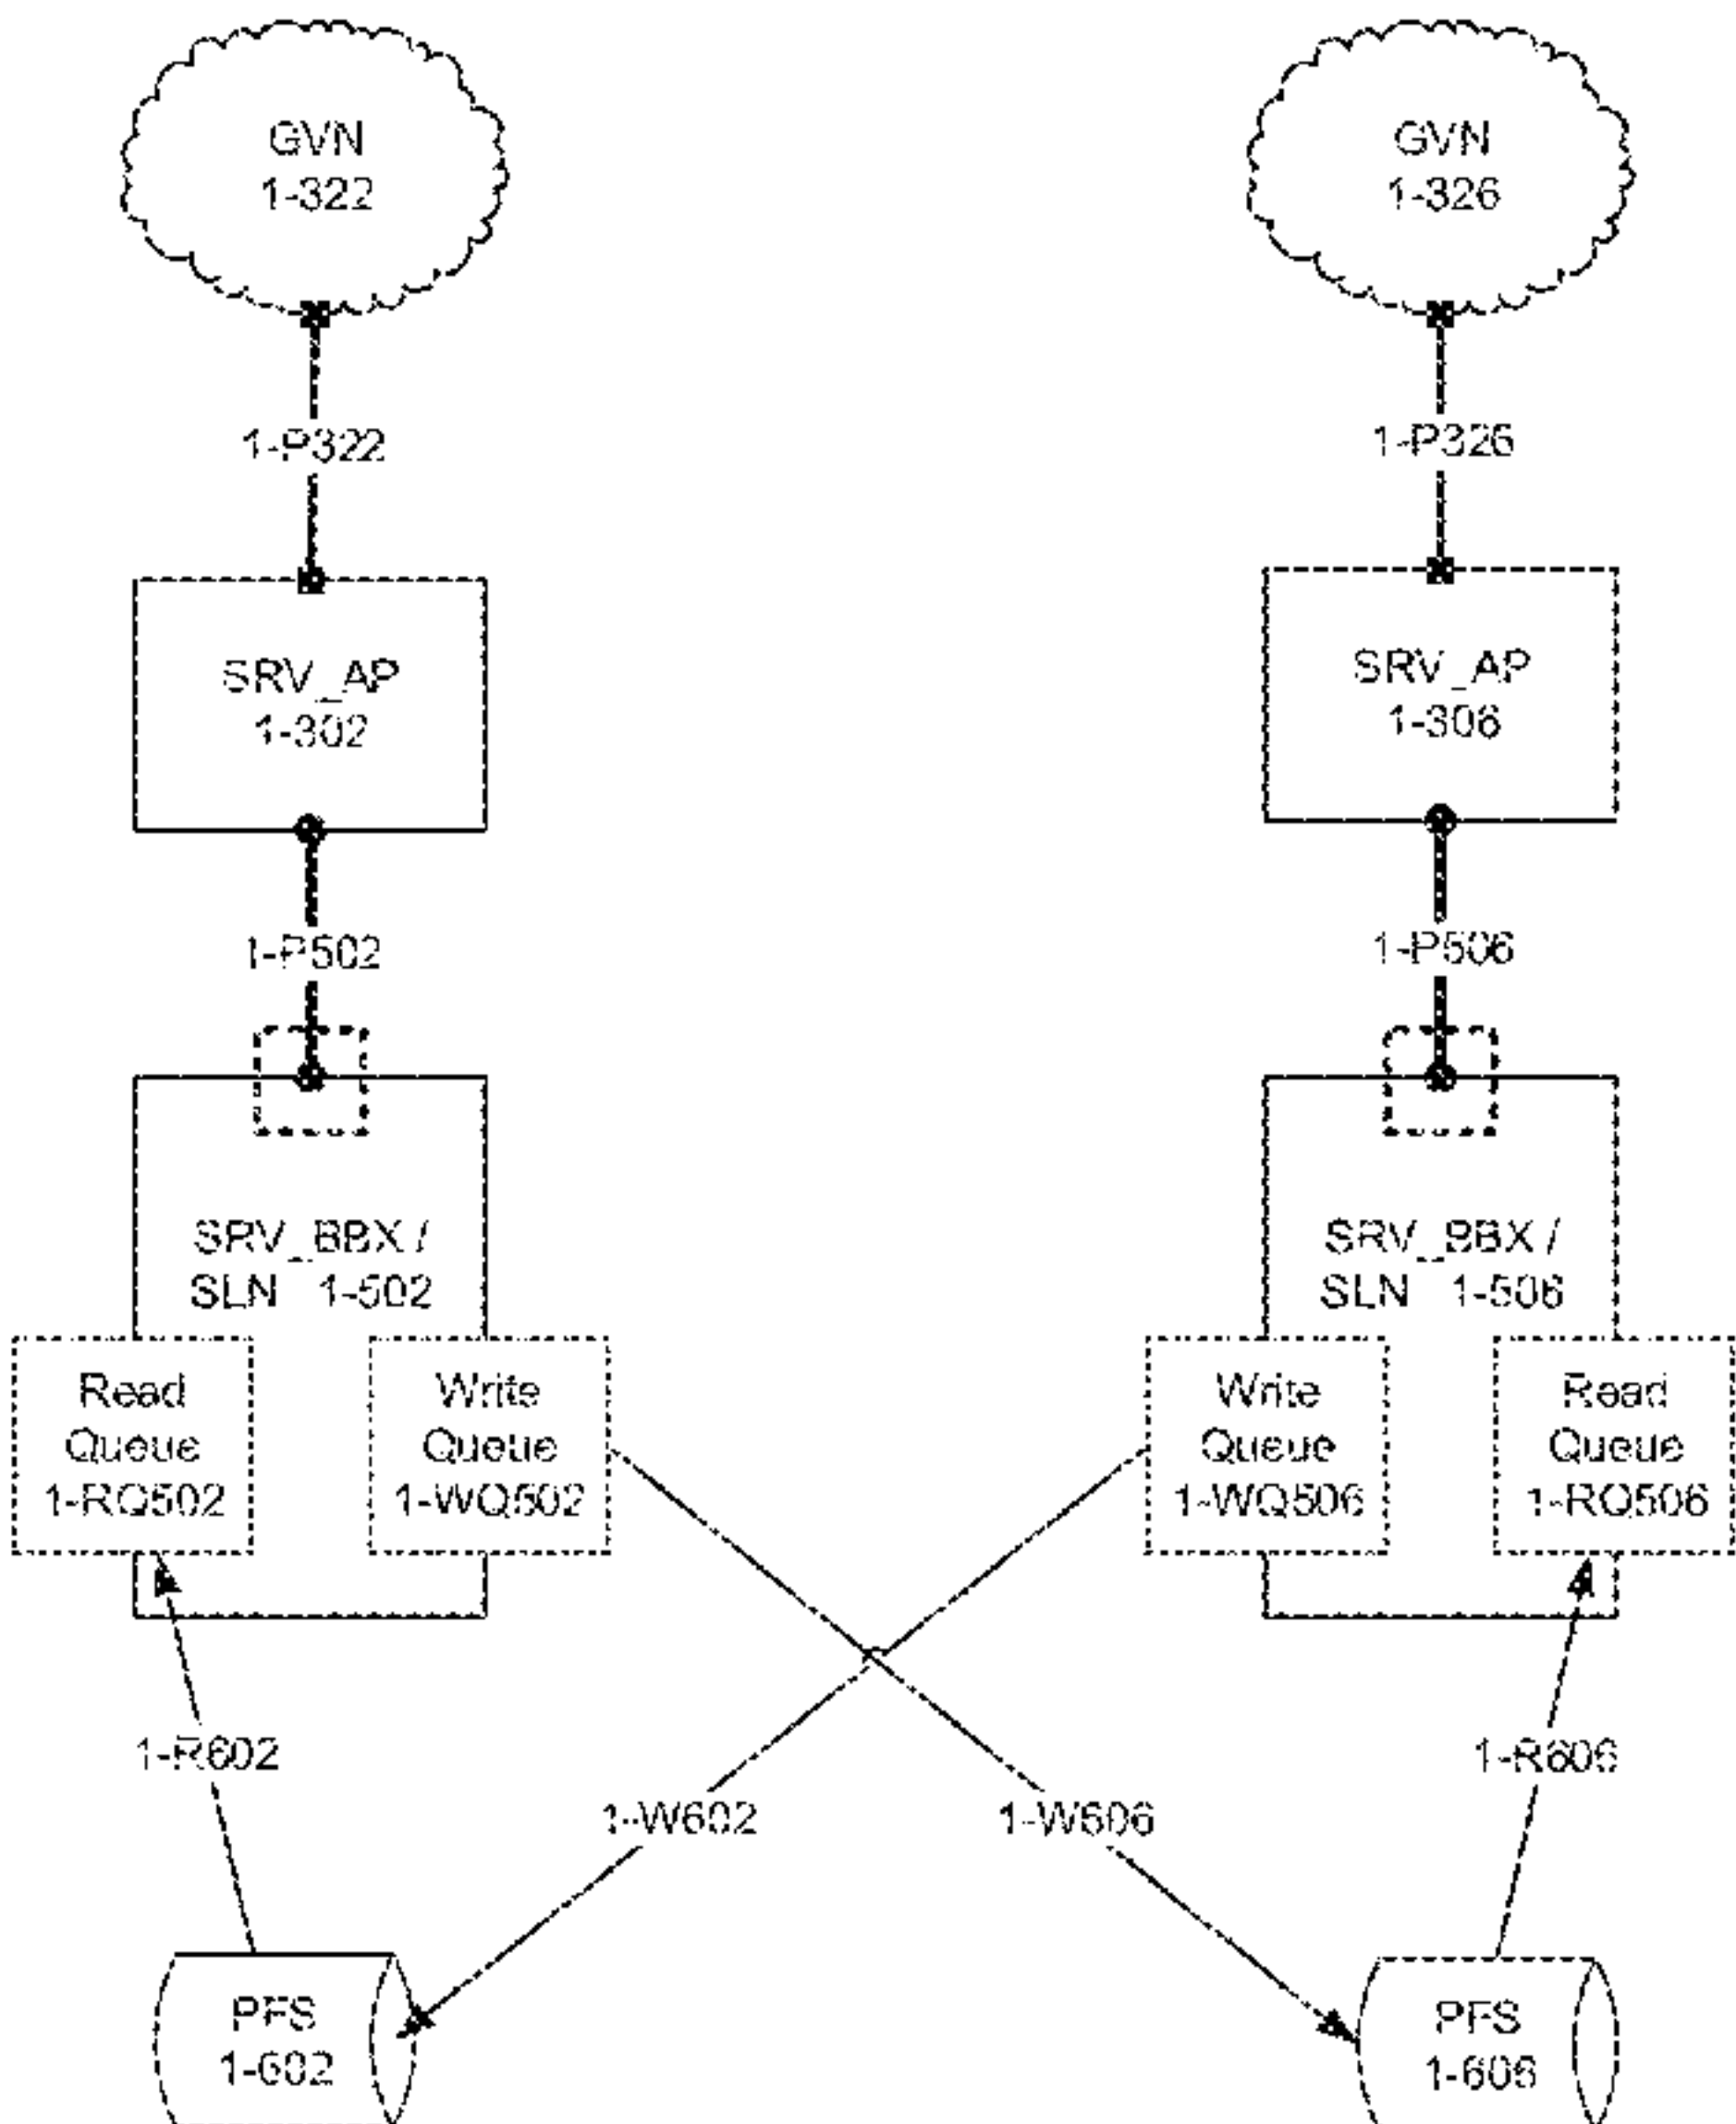 GVN
1-322
GVN
1-326
1-P322
1-P326
SRV_AP
1-302
SRV_AP
1-306
1-P502
1-P506
SRV_BBX /
SLN 1-502
SRV_BBX /
SLN 1-506
Read
Queue
1-RQ502
Write
Queue
1-WQ502
Write
Queue
1-WQ506
Read
Queue
1-RQ506
1-R602
1-R606
1-W602
1-W606
PFS
1-602
PFS
1-606